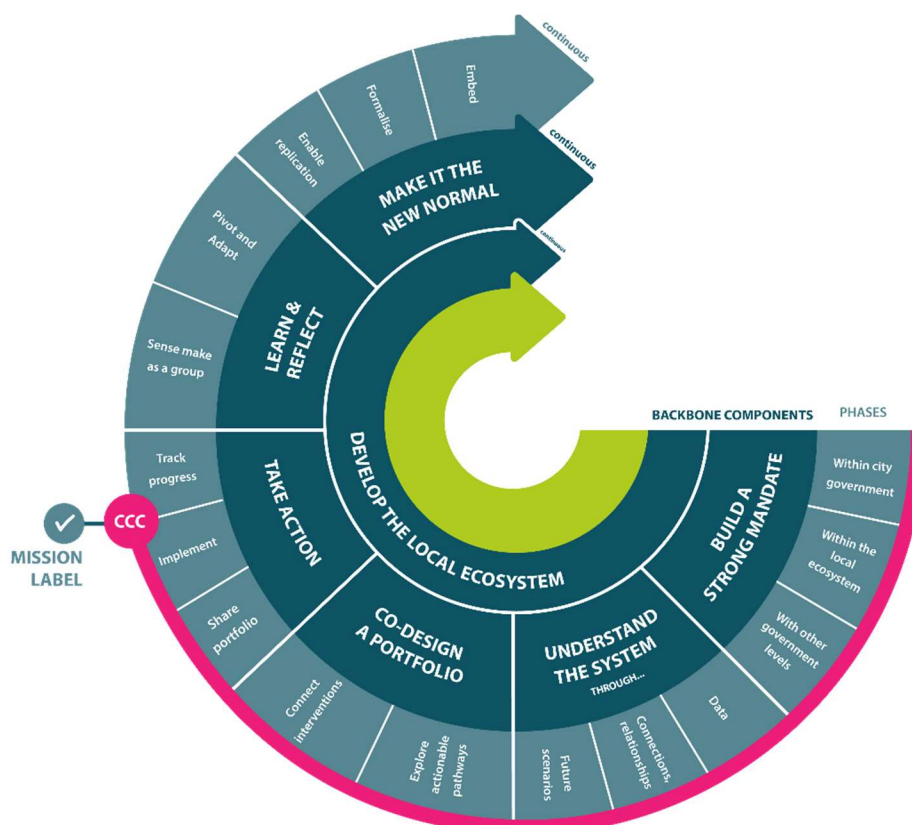 BACKBONE COMPONENTS
PHASES
BUILD A
STRONG MANDATE
Within city
government
Within the
local
ecosystem
With other
government
levels
UNDERSTAND
THE SYSTEM
THROUGH...
Data
Connections,
relationships
Future
scenarios
CO-DESIGN
A PORTFOLIO
Explore
actionable
pathways
Connect
interventions
TAKE ACTION
Share
portfolio
Implement
Track
progress
CCC
MISSION
LABEL
LEARN &
REFLECT
Sense make
as a group
Pivot and
Adapt
MAKE IT THE
NEW NORMAL
Enable
replication
Formalise
Embed
continuous
continuous
continuous
DEVELOP THE LOCAL ECOSYSTEM